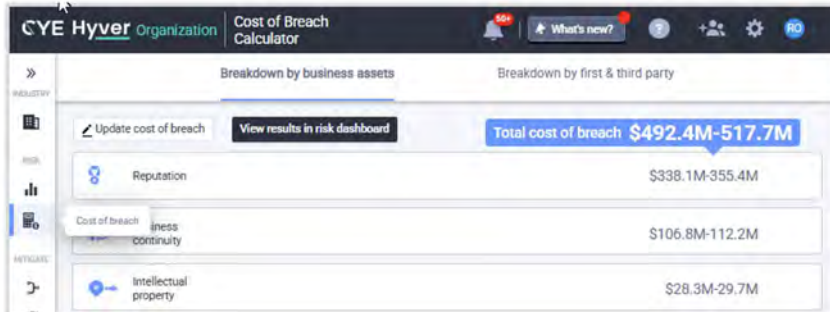 CYE Hyver Organization
Cost of Breach
Calculator
50+
What's new?
?
RO
INDUSTRY
Breakdown by business assets
Breakdown by first & third party
Update cost of breach
View results in risk dashboard
Total cost of breach $492.4M-517.7M
RISK
Reputation
$338.1M-355.4M
Cost of breach
iness
continuity
$106.8M-112.2M
MITIGATE
Intellectual
property
$28.3M-29.7M